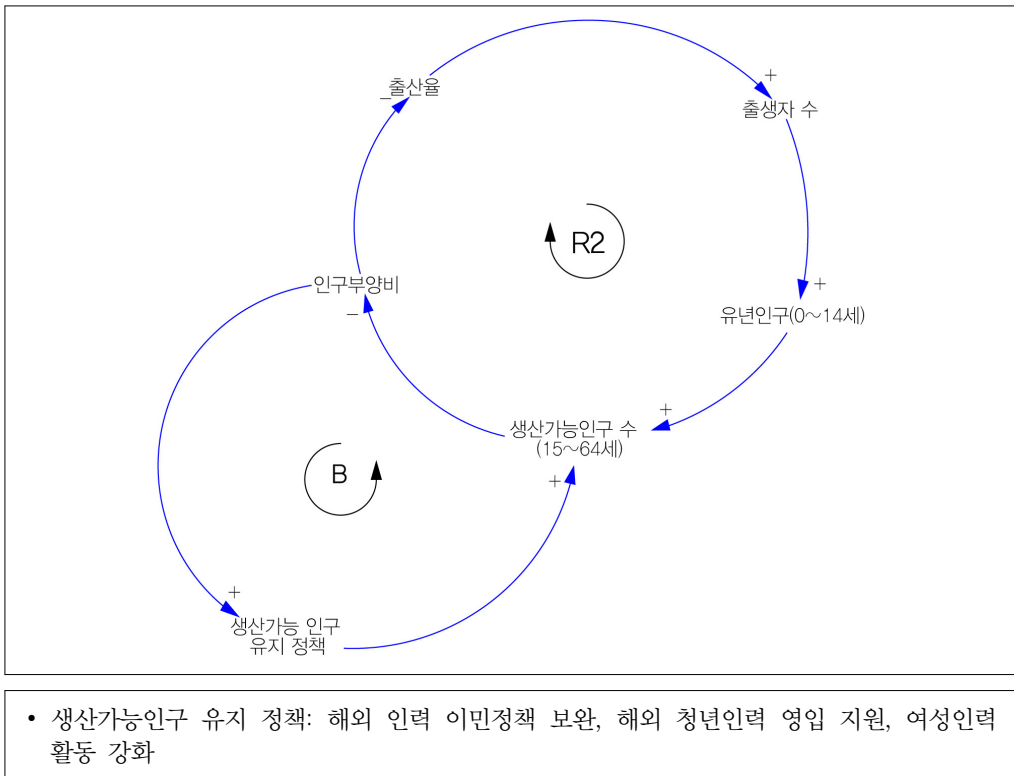 출산율
−
+
출생자 수
R2
인구부양비
−
+
유년인구(0～14세)
+
생산가능인구 수
(15～64세)
B
+
+
생산가능 인구
유지 정책
• 생산가능인구 유지 정책: 해외 인력 이민정책 보완, 해외 청년인력 영입 지원, 여성인력
활동 강화